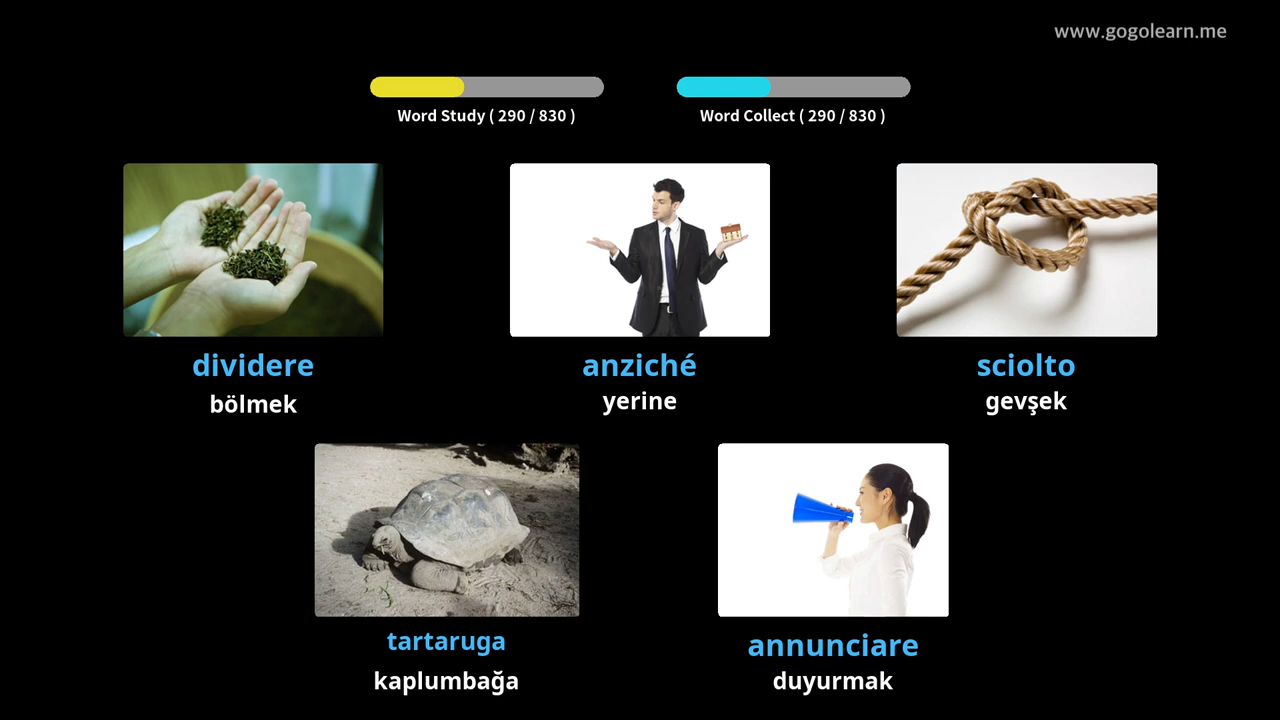 www.gogolearn.me
Word Study ( 290 / 830 )
Word Collect ( 290 / 830 )
dividere
bölmek
anziché
yerine
sciolto
gevşek
tartaruga
kaplumbağa
annunciare
duyurmak